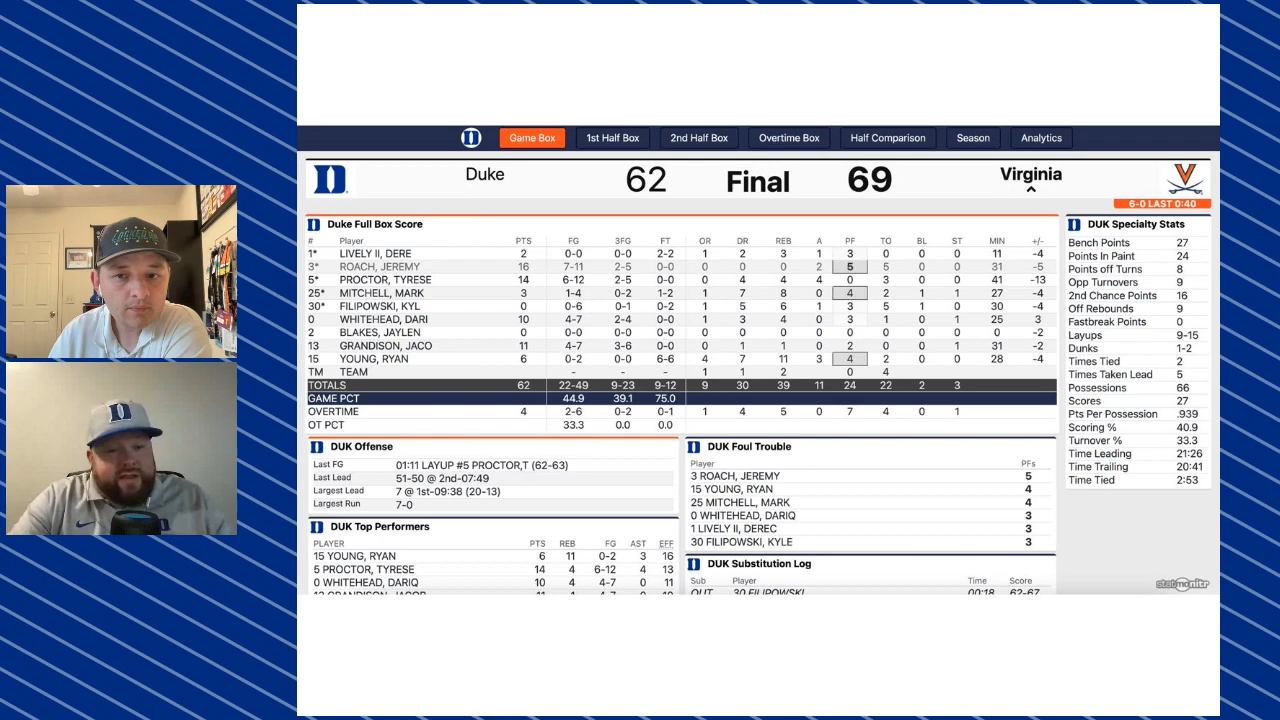 Game Box 1st Half Box 2nd Half Box Overtime Box Half Comparison Season Analytics
Duke 62 Final 69 Virginia
6-0 LAST 0:40
Duke Full Box Score
# Player PTS FG 3FG FT OR DR REB A PF TO BL ST MIN +/-
1* LIVELY II, DERE 2 0-0 0-0 2-2 1 2 3 1 3 0 0 0 11 -4
3* ROACH, JEREMY 16 7-11 2-5 0-0 0 0 0 2 5 5 0 0 31 -5
5* PROCTOR, TYRESE 14 6-12 2-5 0-0 0 4 4 4 0 3 0 0 41 -13
25* MITCHELL, MARK 3 1-4 0-2 1-2 1 7 8 0 4 2 1 1 27 -4
30* FILIPOWSKI, KYL 0 0-6 0-1 0-2 1 5 6 1 3 5 0 1 30 -4
0 WHITEHEAD, DARI 10 4-7 2-4 0-0 1 3 4 0 3 1 0 1 25 3
2 BLAKES, JAYLEN 0 0-0 0-0 0-0 0 0 0 0 0 0 0 0 0 -2
13 GRANDISON, JACO 11 4-7 3-6 0-0 0 1 1 0 2 0 0 0 31 -2
15 YOUNG, RYAN 6 0-2 0-0 6-6 4 7 11 3 4 2 0 0 28 -4
TM TEAM - - - 1 1 2 0 4
TOTALS 62 22-49 9-23 9-12 9 30 39 11 24 22 2 3
GAME PCT 44.9 39.1 75.0
OVERTIME 4 2-6 0-2 0-1 1 4 5 0 7 4 0 1
OT PCT 33.3 0.0 0.0
DUK Specialty Stats
Bench Points 27
Points In Paint 24
Points off Turns 8
Opp Turnovers 9
2nd Chance Points 16
Off Rebounds 9
Fastbreak Points 0
Layups 9-15
Dunks 1-2
Times Tied 2
Times Taken Lead 5
Possessions 66
Scores 27
Pts Per Possession .939
Scoring % 40.9
Turnover % 33.3
Time Leading 21:26
Time Trailing 20:41
Time Tied 2:53
DUK Offense
Last FG 01:11 LAYUP #5 PROCTOR,T (62-63)
Last Lead 51-50 @ 2nd-07:49
Largest Lead 7 @ 1st-09:38 (20-13)
Largest Run 7-0
DUK Top Performers
PLAYER PTS REB FG AST EFF
15 YOUNG, RYAN 6 11 0-2 3 16
5 PROCTOR, TYRESE 14 4 6-12 4 13
0 WHITEHEAD, DARIQ 10 4 4-7 0 11
13 GRANDISON, JACOB 11 1 4-7 0 10
DUK Foul Trouble
Player PFs
3 ROACH, JEREMY 5
15 YOUNG, RYAN 4
25 MITCHELL, MARK 4
0 WHITEHEAD, DARIQ 3
1 LIVELY II, DEREC 3
30 FILIPOWSKI, KYLE 3
DUK Substitution Log
Sub Player Time Score
OUT 30 FILIPOWSKI 00:18 62-67
statmonitr